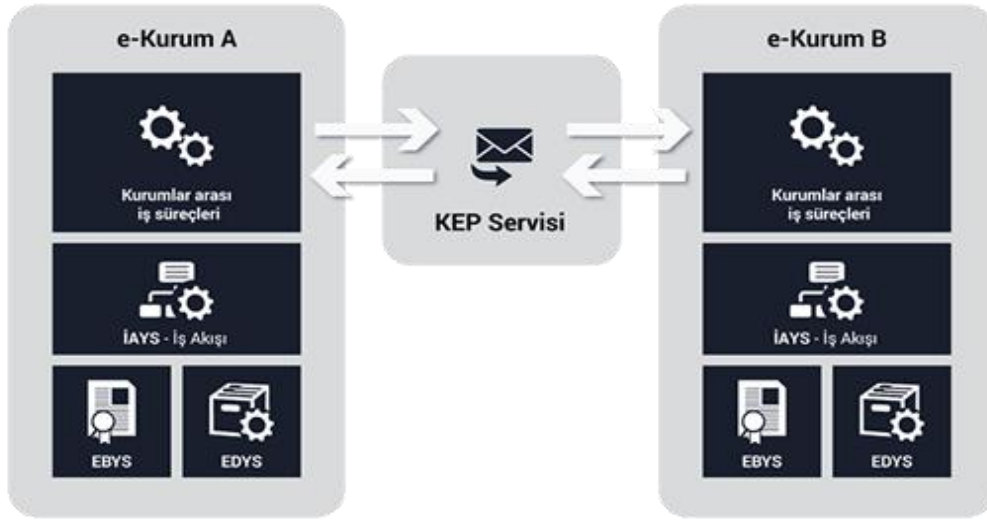 e-Kurum A
Kurumlar arası
iş süreçleri
İAYS - İş Akışı
EBYS
EDYS
KEP Servisi
e-Kurum B
Kurumlar arası
iş süreçleri
İAYS - İş Akışı
EBYS
EDYS